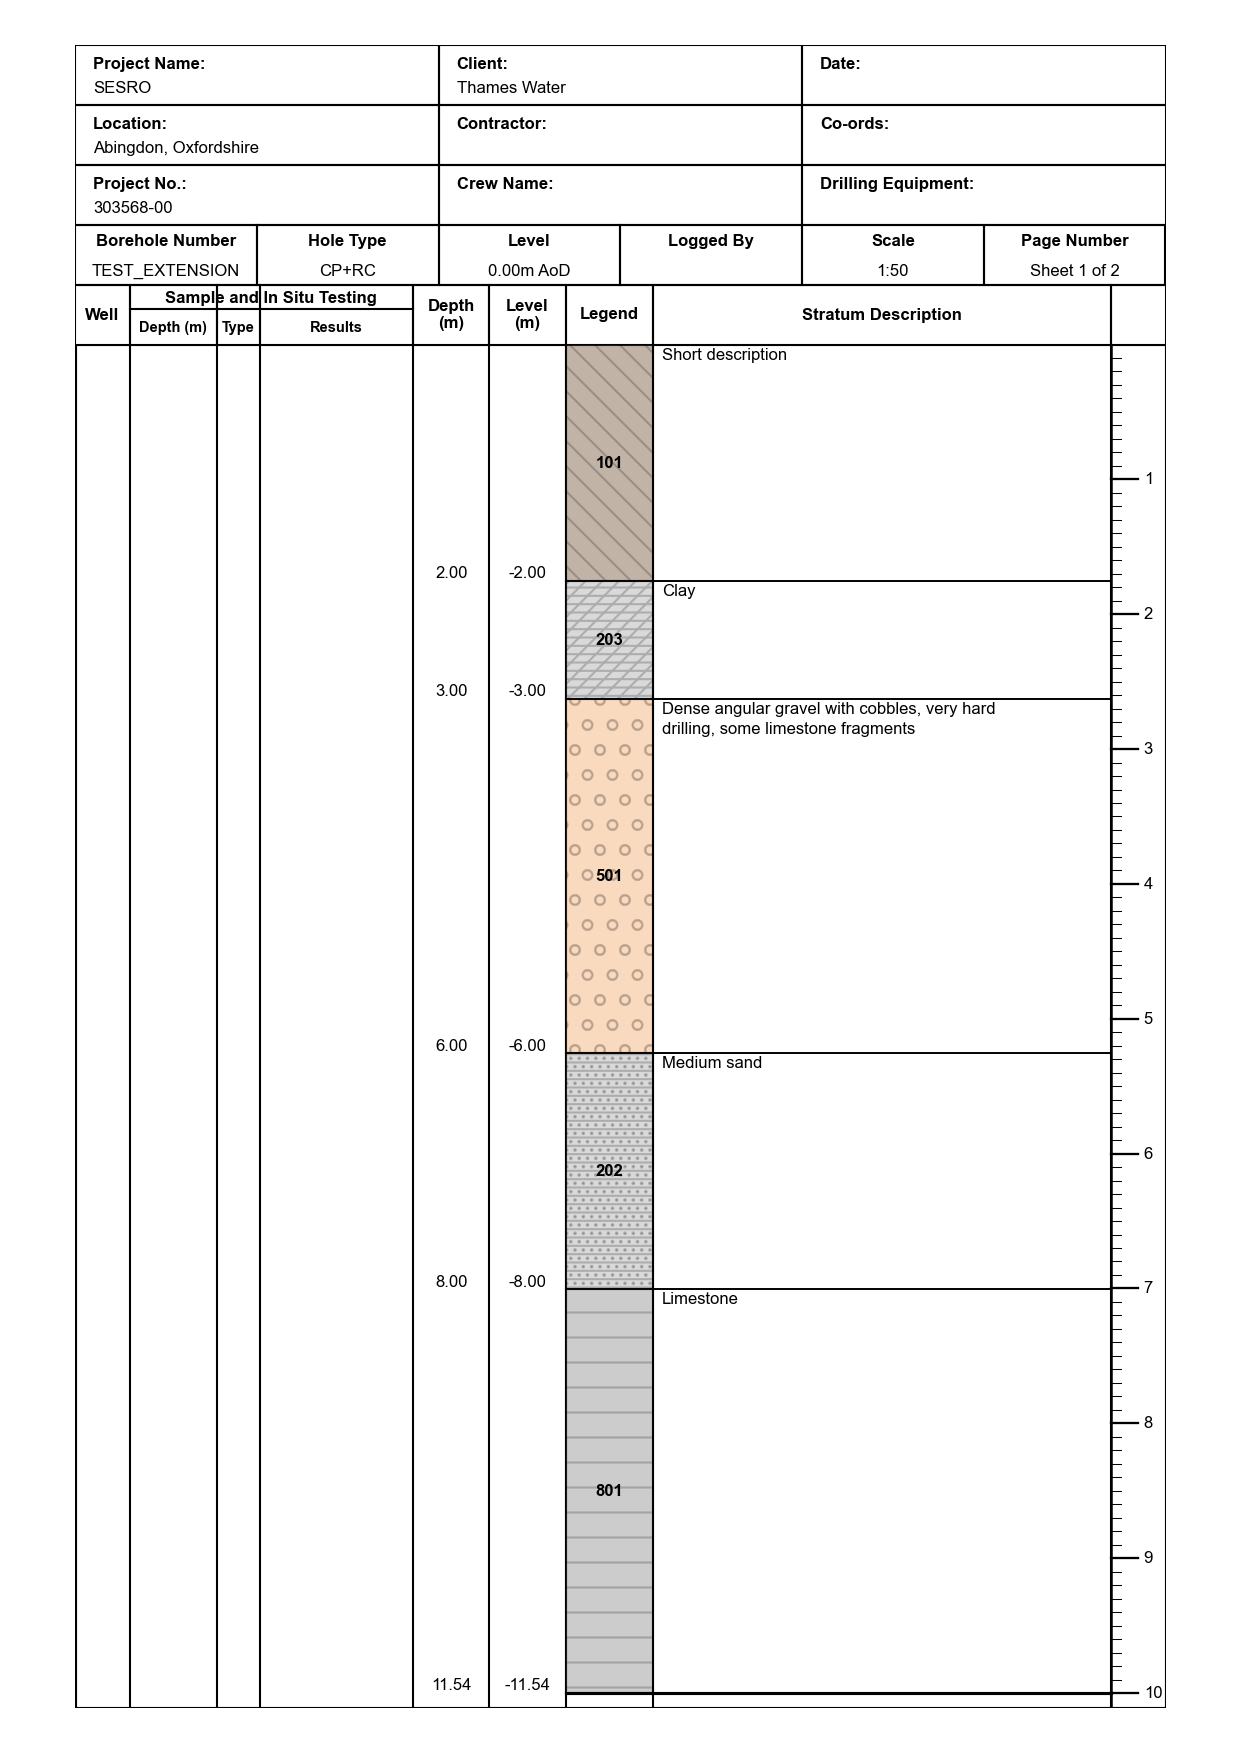 Project Name:
SESRO
Client:
Thames Water
Date:
Location:
Abingdon, Oxfordshire
Contractor:
Co-ords:
Project No.:
303568-00
Crew Name:
Drilling Equipment:
Borehole Number
TEST_EXTENSION
Hole Type
CP+RC
Level
0.00m AoD
Logged By
Scale
1:50
Page Number
Sheet 1 of 2
Well
Sample and In Situ Testing
Depth (m)
Type
Results
Depth
(m)
Level
(m)
Legend
Stratum Description
Short description
101
1
2.00
-2.00
Clay
2
203
3.00
-3.00
Dense angular gravel with cobbles, very hard
drilling, some limestone fragments
3
501
4
5
6.00
-6.00
Medium sand
6
202
8.00
-8.00
7
Limestone
8
801
9
11.54
-11.54
10